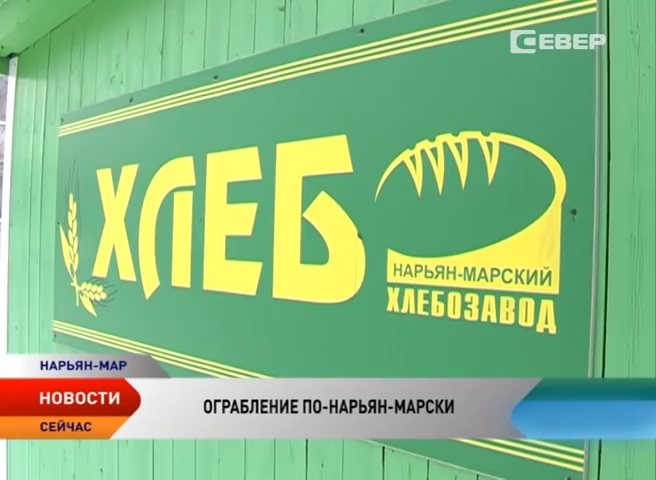 СЕВЕР
ХЛЕБ
НАРЬЯН-МАРСКИЙ
ХЛЕБОЗАВОД
НАРЬЯН-МАР
НОВОСТИ
СЕЙЧАС
ОГРАБЛЕНИЕ ПО-НАРЬЯН-МАРСКИ